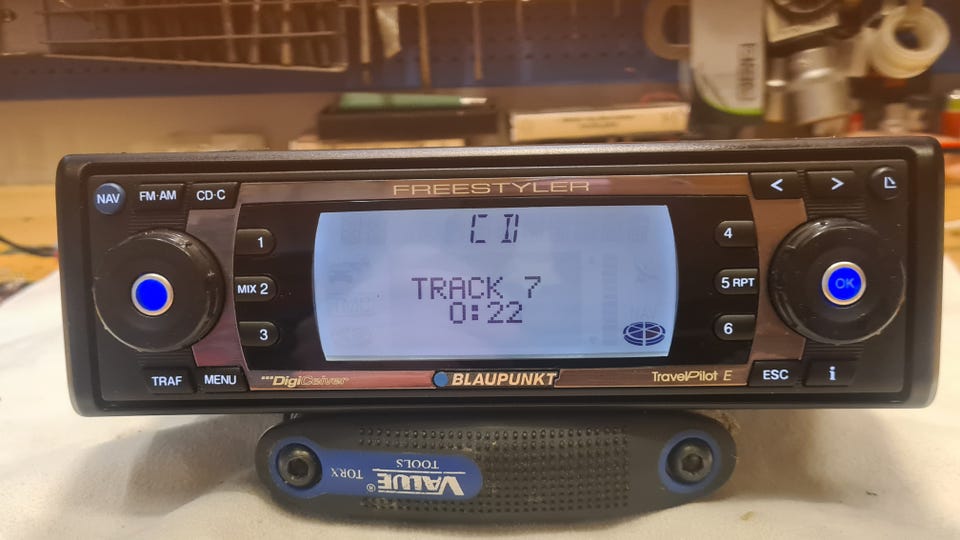 FREESTYLER
NAV
FM·AM
CD·C
<
>
1
CD
4
MIX 2
TRACK 7
5 RPT
OK
0:22
3
6
TRAF
MENU
DigiCeiver
BLAUPUNKT
TravelPilot E
ESC
i
VALUE®
TOOLS
TORX